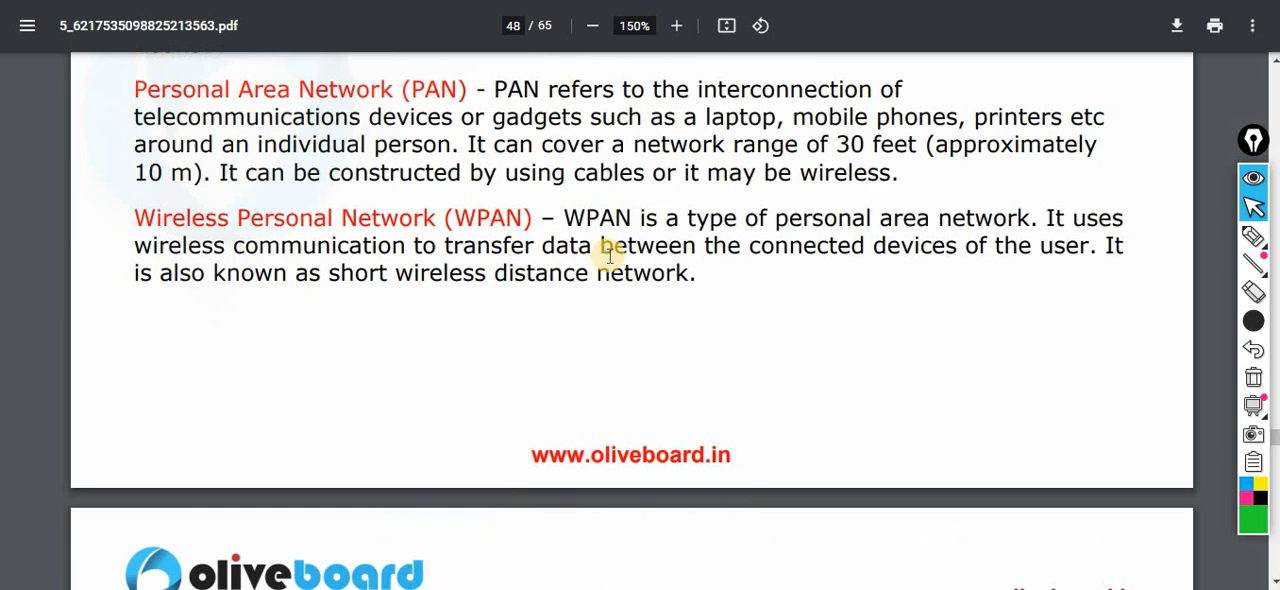 5_6217535098825213563.pdf 48 / 65 150%
Personal Area Network (PAN) - PAN refers to the interconnection of
telecommunications devices or gadgets such as a laptop, mobile phones, printers etc
around an individual person. It can cover a network range of 30 feet (approximately
10 m). It can be constructed by using cables or it may be wireless.
Wireless Personal Network (WPAN) – WPAN is a type of personal area network. It uses
wireless communication to transfer data between the connected devices of the user. It
is also known as short wireless distance network.
www.oliveboard.in
oliveboard